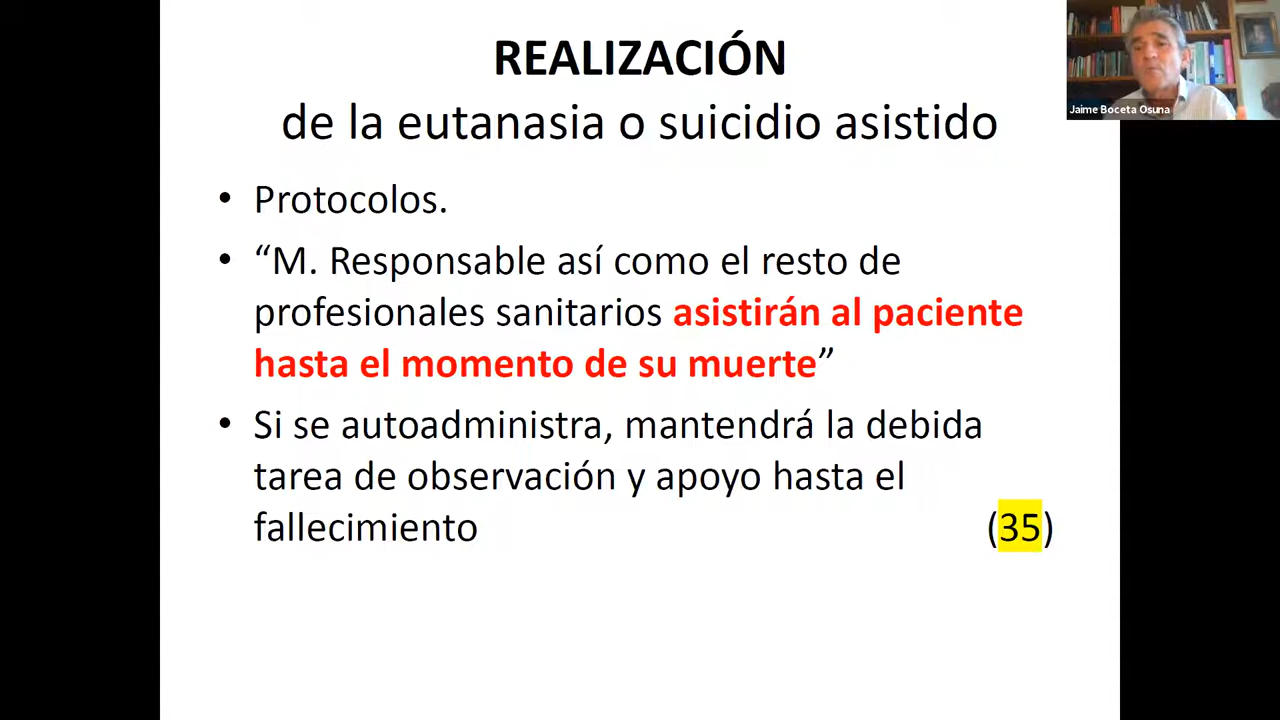 REALIZACIÓN
de la eutanasia o suicidio asistido
• Protocolos.
• “M. Responsable así como el resto de
profesionales sanitarios asistirán al paciente
hasta el momento de su muerte”
• Si se autoadministra, mantendrá la debida
tarea de observación y apoyo hasta el
fallecimiento (35)
Jaime Boceta Osuna